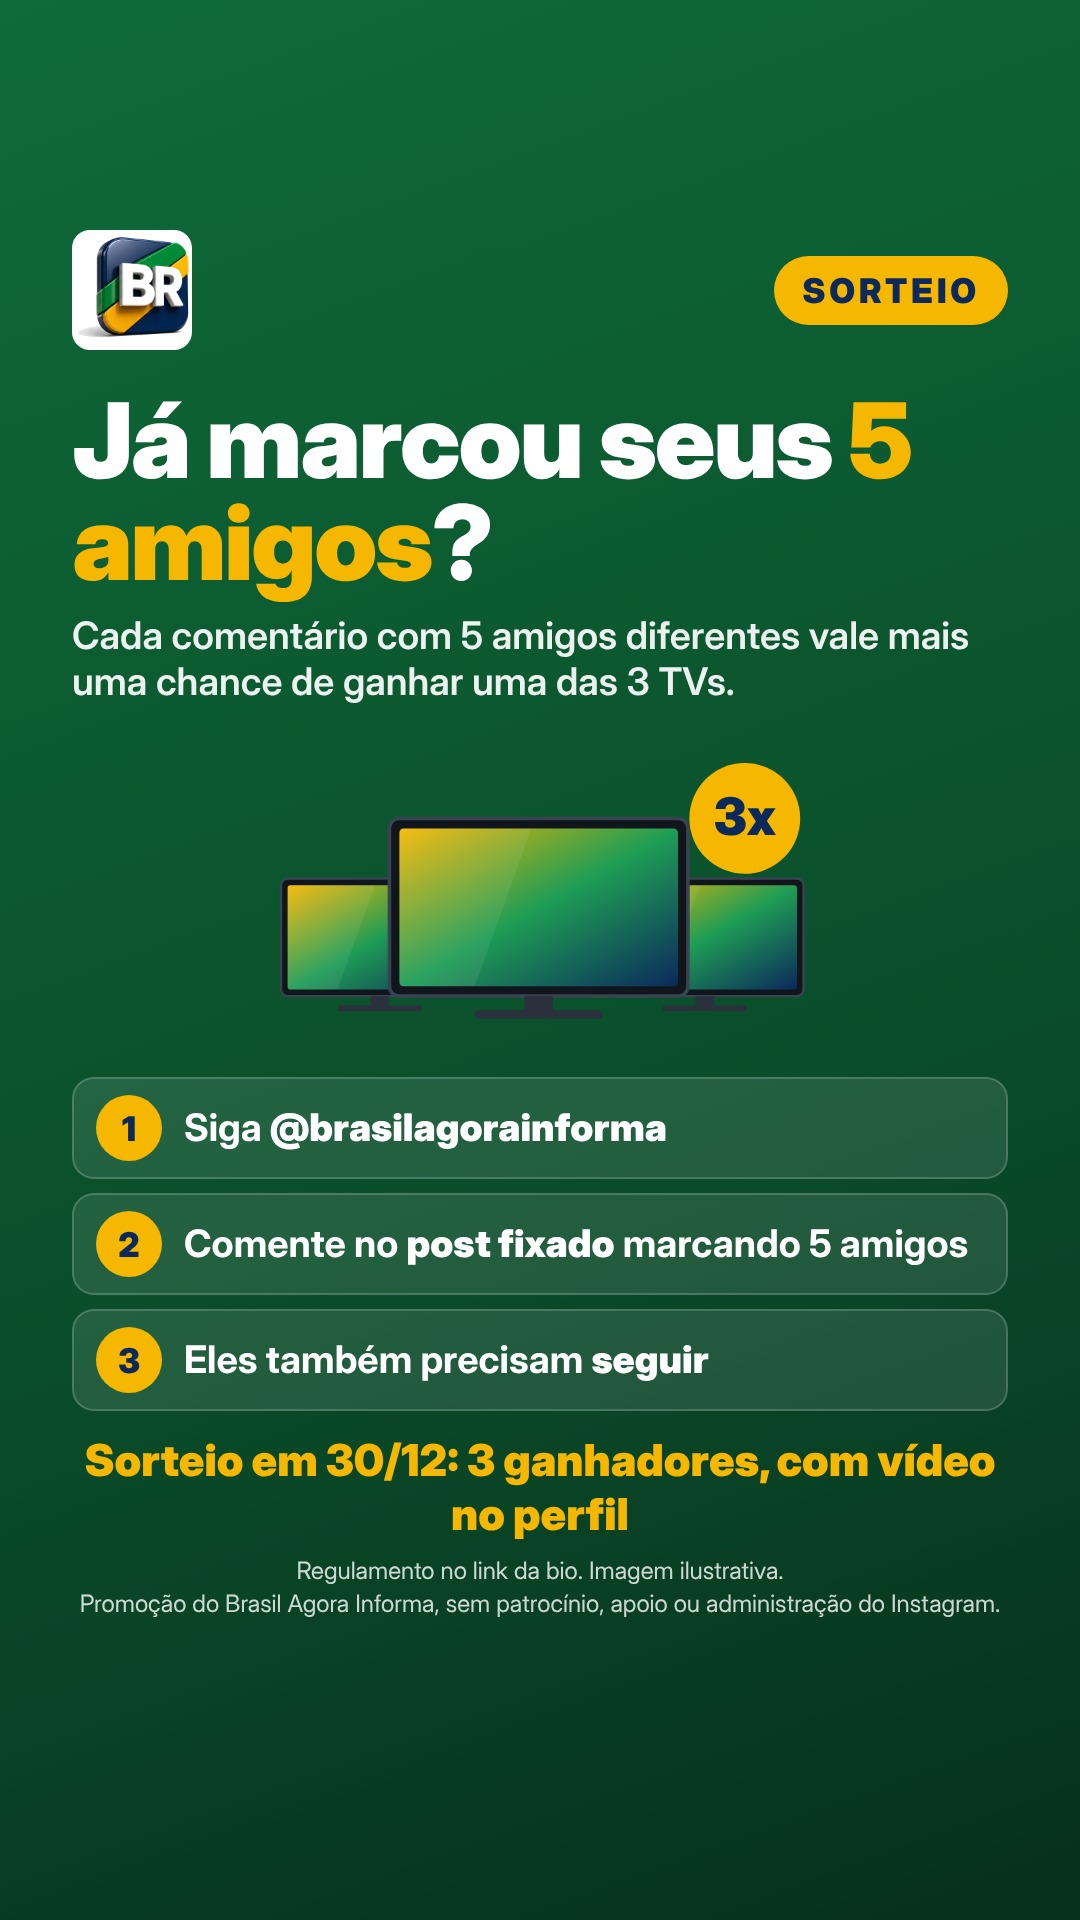 BR
SORTEIO
Já marcou seus 5
amigos?
Cada comentário com 5 amigos diferentes vale mais
uma chance de ganhar uma das 3 TVs.
3x
1 Siga @brasilagorainforma
2 Comente no post fixado marcando 5 amigos
3 Eles também precisam seguir
Sorteio em 30/12: 3 ganhadores, com vídeo
no perfil
Regulamento no link da bio. Imagem ilustrativa.
Promoção do Brasil Agora Informa, sem patrocínio, apoio ou administração do Instagram.